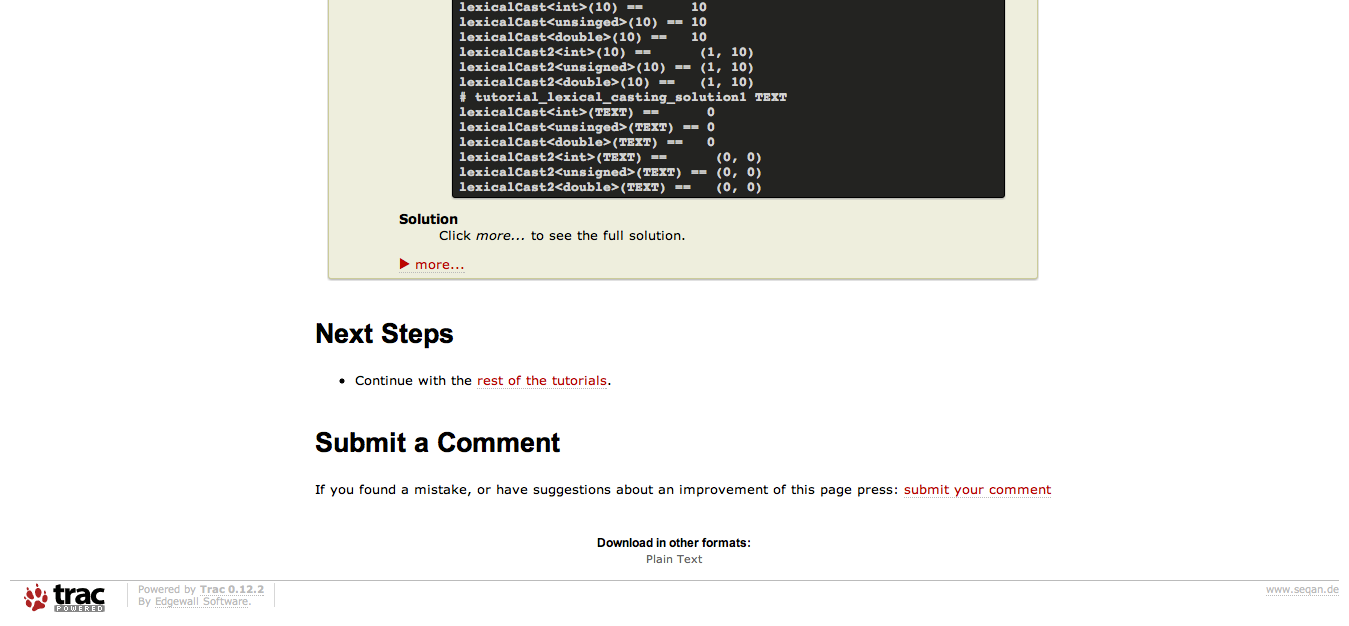 lexicalCast<int>(10) ==      10
lexicalCast<unsinged>(10) == 10
lexicalCast<double>(10) ==   10
lexicalCast2<int>(10) ==      (1, 10)
lexicalCast2<unsigned>(10) == (1, 10)
lexicalCast2<double>(10) ==   (1, 10)
# tutorial_lexical_casting_solution1 TEXT
lexicalCast<int>(TEXT) ==      0
lexicalCast<unsinged>(TEXT) == 0
lexicalCast<double>(TEXT) ==   0
lexicalCast2<int>(TEXT) ==      (0, 0)
lexicalCast2<unsigned>(TEXT) == (0, 0)
lexicalCast2<double>(TEXT) ==   (0, 0)
Solution
Click more... to see the full solution.
more...
Next Steps
• Continue with the rest of the tutorials.
Submit a Comment
If you found a mistake, or have suggestions about an improvement of this page press: submit your comment
Download in other formats:
Plain Text
trac POWERED
Powered by Trac 0.12.2
By Edgewall Software.
www.seqan.de